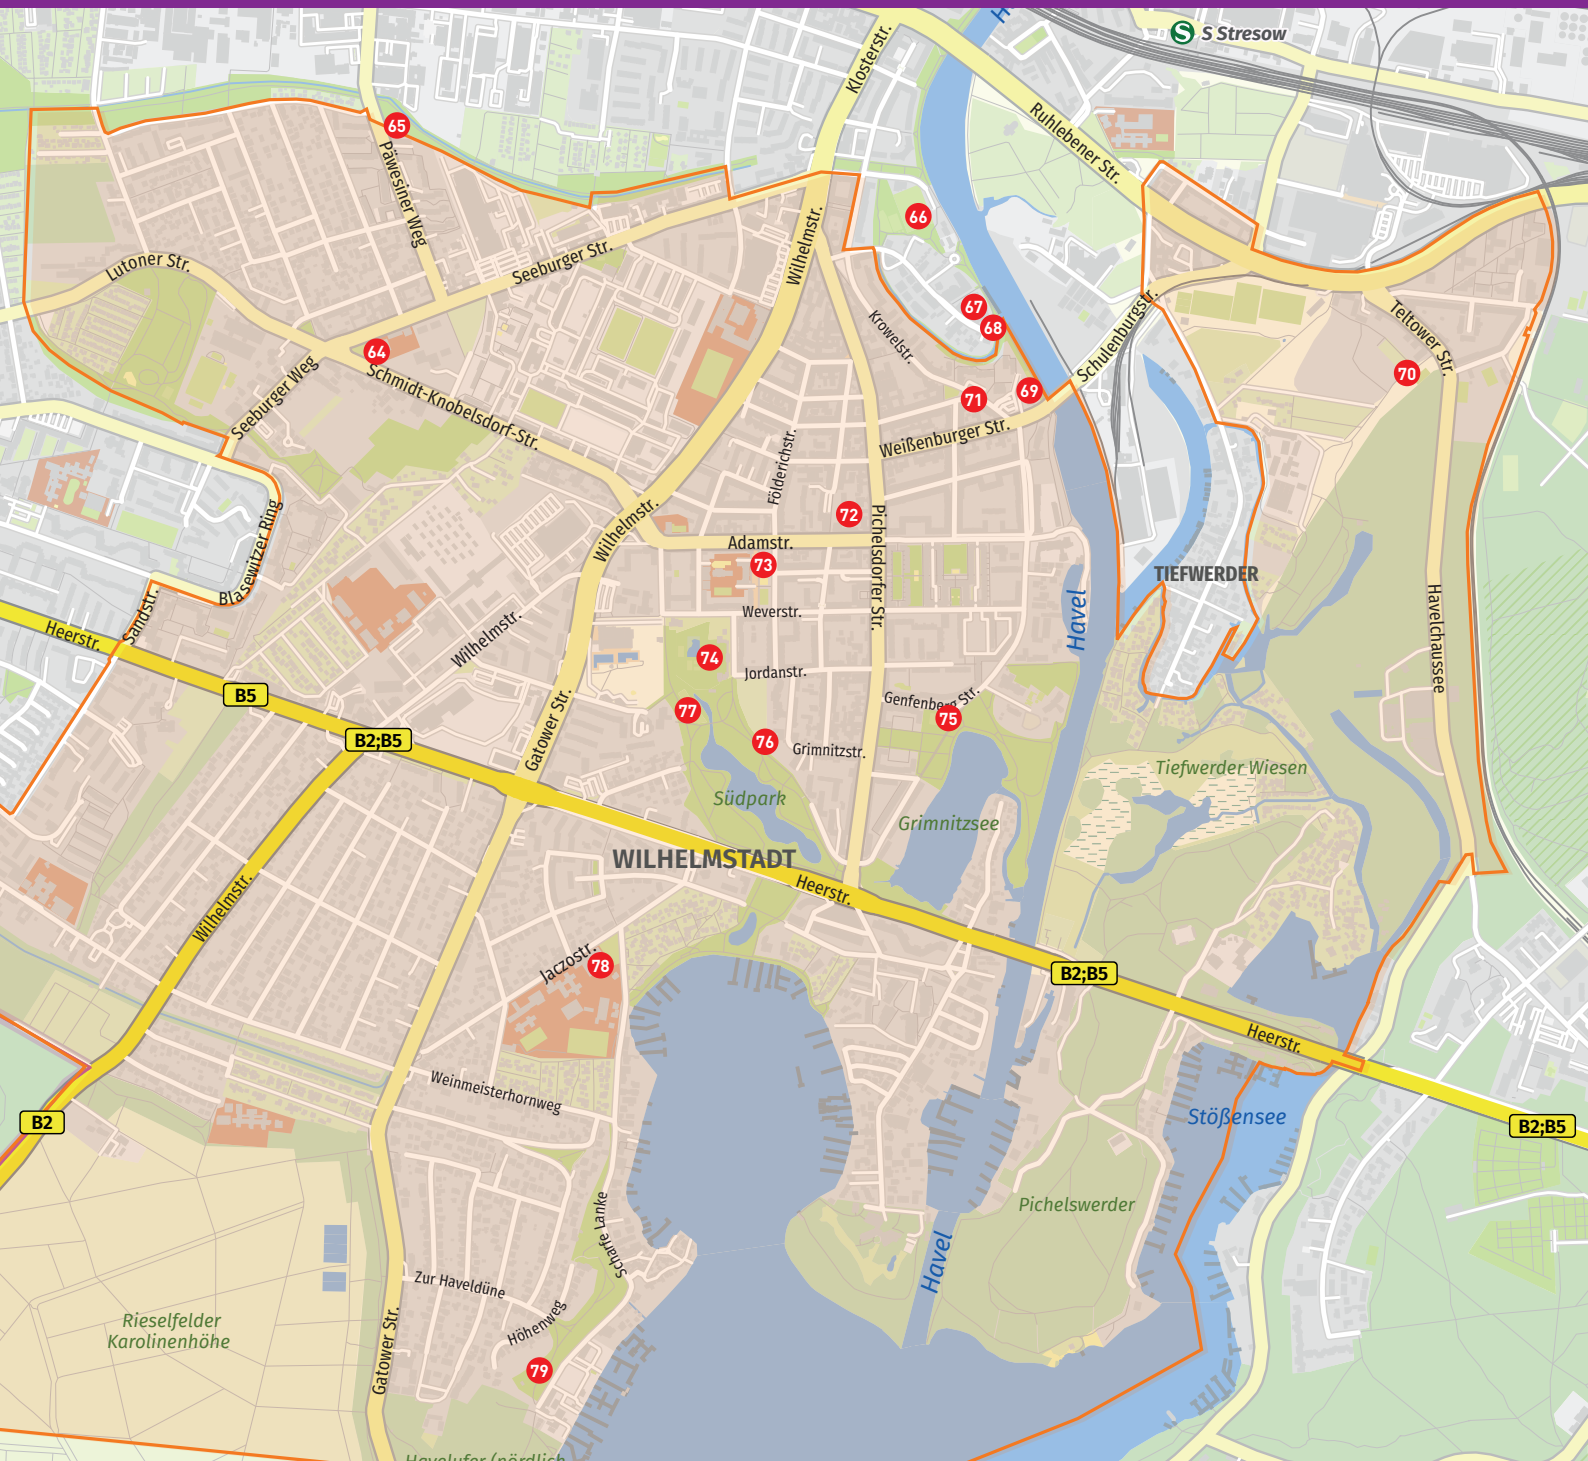 S S Stresow
Klosterstr.
Ruhlebener Str.
65
Päwesiner Weg
66
Wilhelmstr.
Seeburger Str.
Lutoner Str.
67
68
Krowelstr.
Schulenburgstr.
Teltower Str.
64
70
Schmidt-Knobelsdorf-Str.
Seeburger Weg
71
69
Weißenburger Str.
Földerichstr.
72
Wilhelmstr.
Pichelsdorfer Str.
Adamstr.
73
Blasewitzer Ring
TIEFWERDER
Sandstr.
Havel
Havelchaussee
Weverstr.
Heerstr.
Wilhelmstr.
74
Jordanstr.
B5
Genfenberg Str.
75
77
Gatower Str.
B2;B5
76
Grimnitzstr.
Tiefwerder Wiesen
Südpark
Grimnitzsee
WILHELMSTADT
Heerstr.
Wilhelmstr.
Jaczostr.
78
B2;B5
Heerstr.
Weinmeisterhornweg
B2
Stößensee
B2;B5
Pichelswerder
Scharfe Lanke
Havel
Zur Haveldüne
Höhenweg
Rieselfelder
Karolinenhöhe
Gatower Str.
79
Havelufer (nördlich